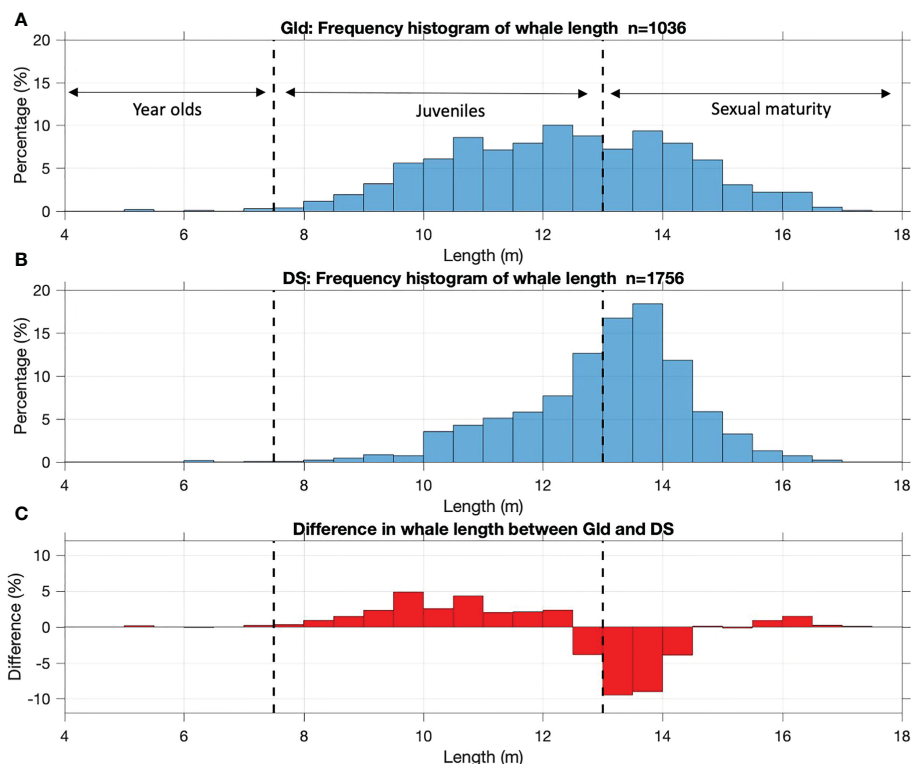 A
Gld: Frequency histogram of whale length n=1036
20
15
10
5
0
Percentage (%)
Year olds
Juveniles
Sexual maturity
4 6 8 10 12 14 16 18
Length (m)
B
DS: Frequency histogram of whale length n=1756
20
15
10
5
0
Percentage (%)
4 6 8 10 12 14 16 18
Length (m)
C
Difference in whale length between Gld and DS
10
5
0
-5
-10
Difference (%)
4 6 8 10 12 14 16 18
Length (m)